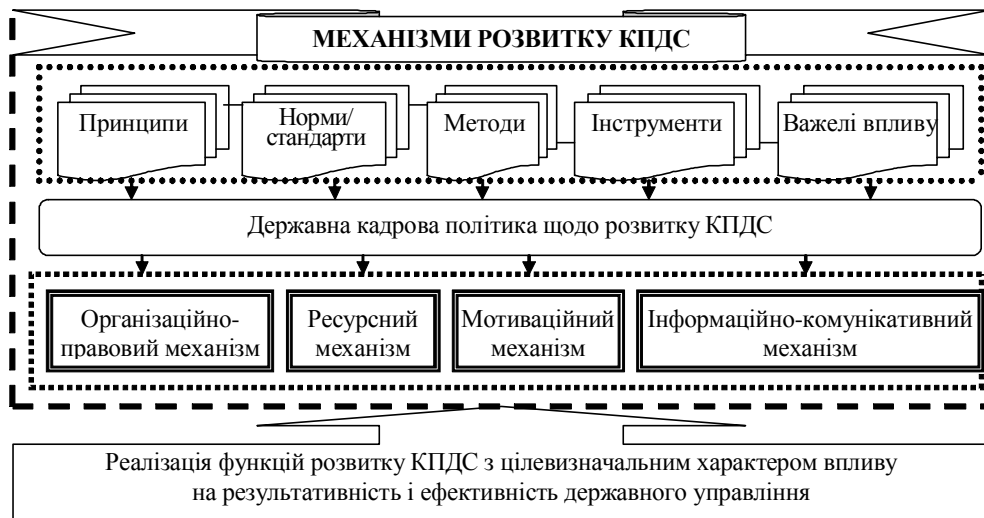 МЕХАНІЗМИ РОЗВИТКУ КПДС
Принципи
Норми/
стандарти
Методи
Інструменти
Важелі впливу
Державна кадрова політика щодо розвитку КПДС
Організаційно-
правовий механізм
Ресурсний
механізм
Мотиваційний
механізм
Інформаційно-комунікативний
механізм
Реалізація функцій розвитку КПДС з цілевизначальним характером впливу
на результативність і ефективність державного управління